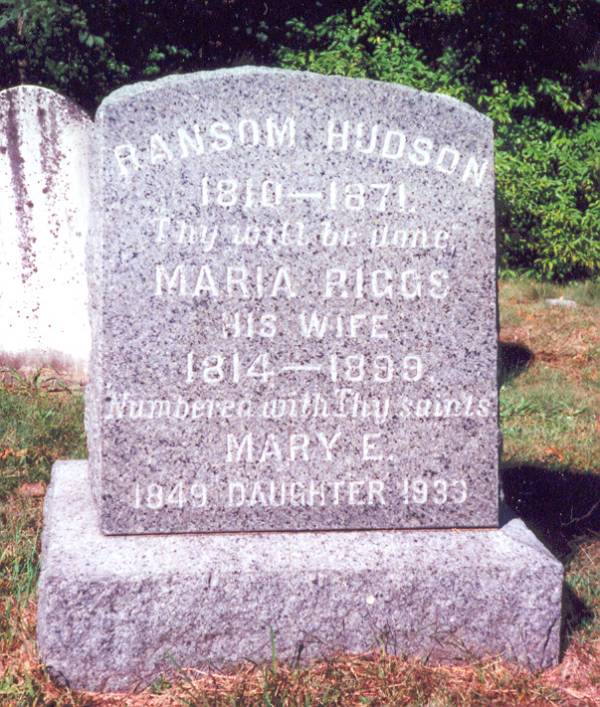 RANSOM HUDSON
1810—1871.
"Thy will be done."
MARIA RIGGS
HIS WIFE
1814—1899.
"Numbered with Thy saints."
MARY E.
1849 DAUGHTER 1933